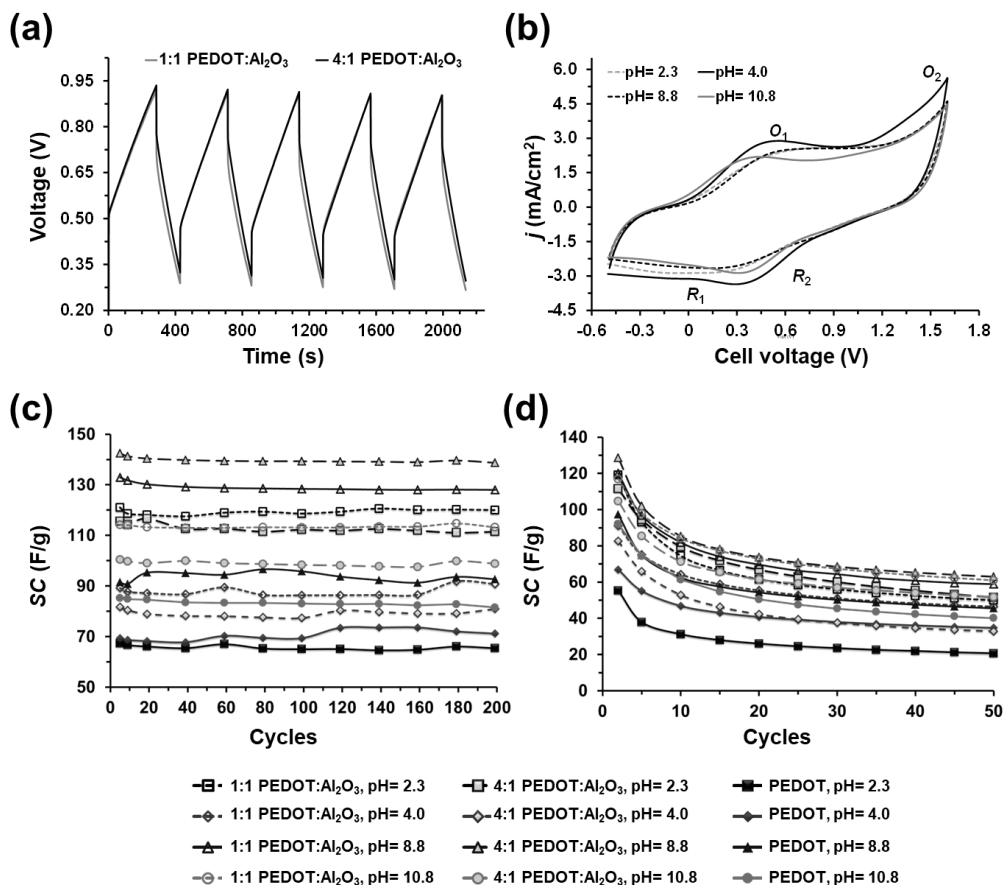 (a)
1:1 PEDOT:Al₂O₃ 4:1 PEDOT:Al₂O₃
0.95
0.80
0.65
0.50
0.35
0.20
Voltage (V)
0 400 800 1200 1600 2000
Time (s)
(b)
pH= 2.3 pH= 4.0
pH= 8.8 pH= 10.8
6.0
4.5
3.0
1.5
0.0
-1.5
-3.0
-4.5
j (mA/cm²)
O₁
O₂
R₁
R₂
-0.6 -0.3 0 0.3 0.6 0.9 1.2 1.5 1.8
Cell voltage (V)
(c)
150
130
110
90
70
50
SC (F/g)
0 20 40 60 80 100 120 140 160 180 200
Cycles
(d)
140
120
100
80
60
40
20
0
SC (F/g)
0 10 20 30 40 50
Cycles
1:1 PEDOT:Al₂O₃, pH= 2.3 4:1 PEDOT:Al₂O₃, pH= 2.3 PEDOT, pH= 2.3
1:1 PEDOT:Al₂O₃, pH= 4.0 4:1 PEDOT:Al₂O₃, pH= 4.0 PEDOT, pH= 4.0
1:1 PEDOT:Al₂O₃, pH= 8.8 4:1 PEDOT:Al₂O₃, pH= 8.8 PEDOT, pH= 8.8
1:1 PEDOT:Al₂O₃, pH= 10.8 4:1 PEDOT:Al₂O₃, pH= 10.8 PEDOT, pH= 10.8